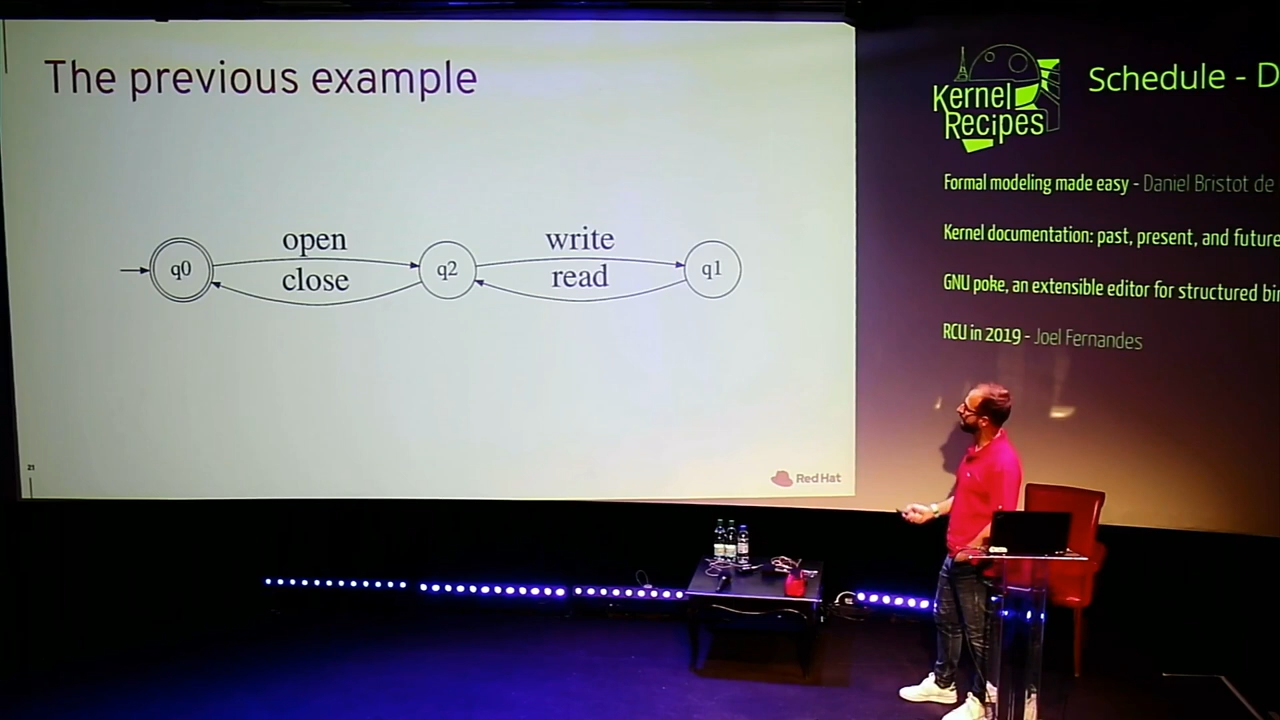 The previous example
open
write
q0
q2
q1
close
read
21
Red Hat
Kernel
Recipes
Schedule - D
Formal modeling made easy - Daniel Bristot de
Kernel documentation: past, present, and future
GNU poke, an extensible editor for structured bin
RCU in 2019 - Joel Fernandes